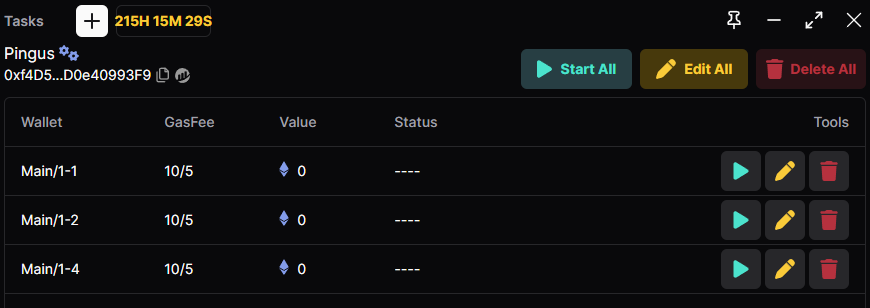 Tasks 215H 15M 29S
Pingus
0xf4D5...D0e40993F9
Start All Edit All Delete All
Wallet GasFee Value Status Tools
Main/1-1 10/5 0 ----
Main/1-2 10/5 0 ----
Main/1-4 10/5 0 ----